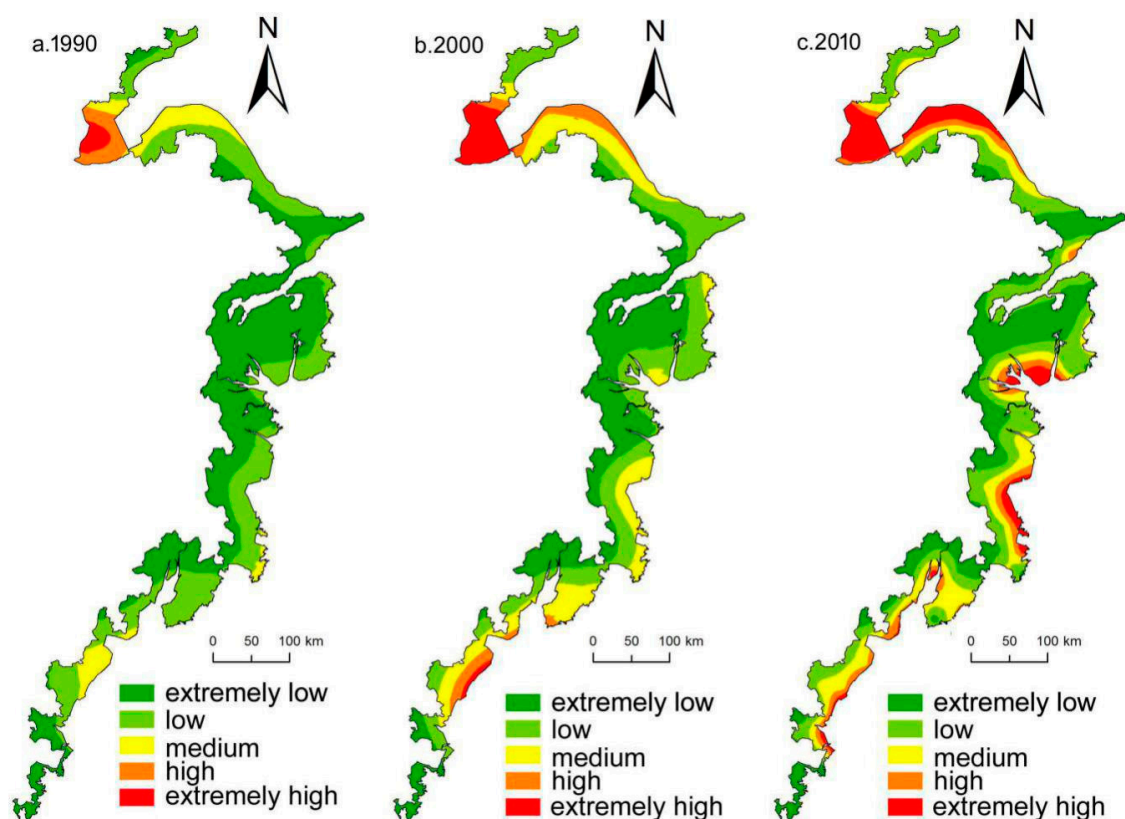 a.1990
N
0 50 100 km
extremely low
low
medium
high
extremely high
b.2000
N
0 50 100 km
extremely low
low
medium
high
extremely high
c.2010
N
0 50 100 km
extremely low
low
medium
high
extremely high